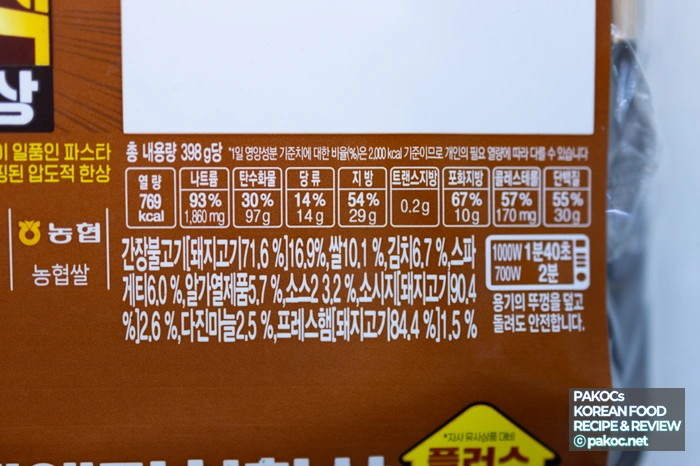 상
이 일품인 파스타
된 압도적 한상
농협
농협쌀
총 내용량 398 g당 *1일 영양성분 기준치에 대한 비율(%)은 2,000 kcal 기준이므로 개인의 필요 열량에 따라 다를 수 있습니다
열량 나트륨 탄수화물 당류 지방 트랜스지방 포화지방 콜레스테롤 단백질
769 kcal 93 % 30 % 14 % 54 % 0.2 g 67 % 57 % 55 %
1,860 mg 97 g 14 g 29 g 10 g 170 mg 30 g
간장불고기[돼지고기71.6 %]16.9%,쌀10.1 %,김치6.7 %,스파
게티6.0 %,알가열제품5.7 %,소스2 3.2 %,소시지[돼지고기90.4
%]2.6 %,다진마늘2.5 %,프레스햄[돼지고기84.4 %]1.5 %
1000W 1분40초
700W 2분
용기의 뚜껑을 덮고
돌려도 안전합니다.
*자사 유사상품 대비
플러스
PAKOCs
KOREAN FOOD
RECIPE & REVIEW
© pakoc.net